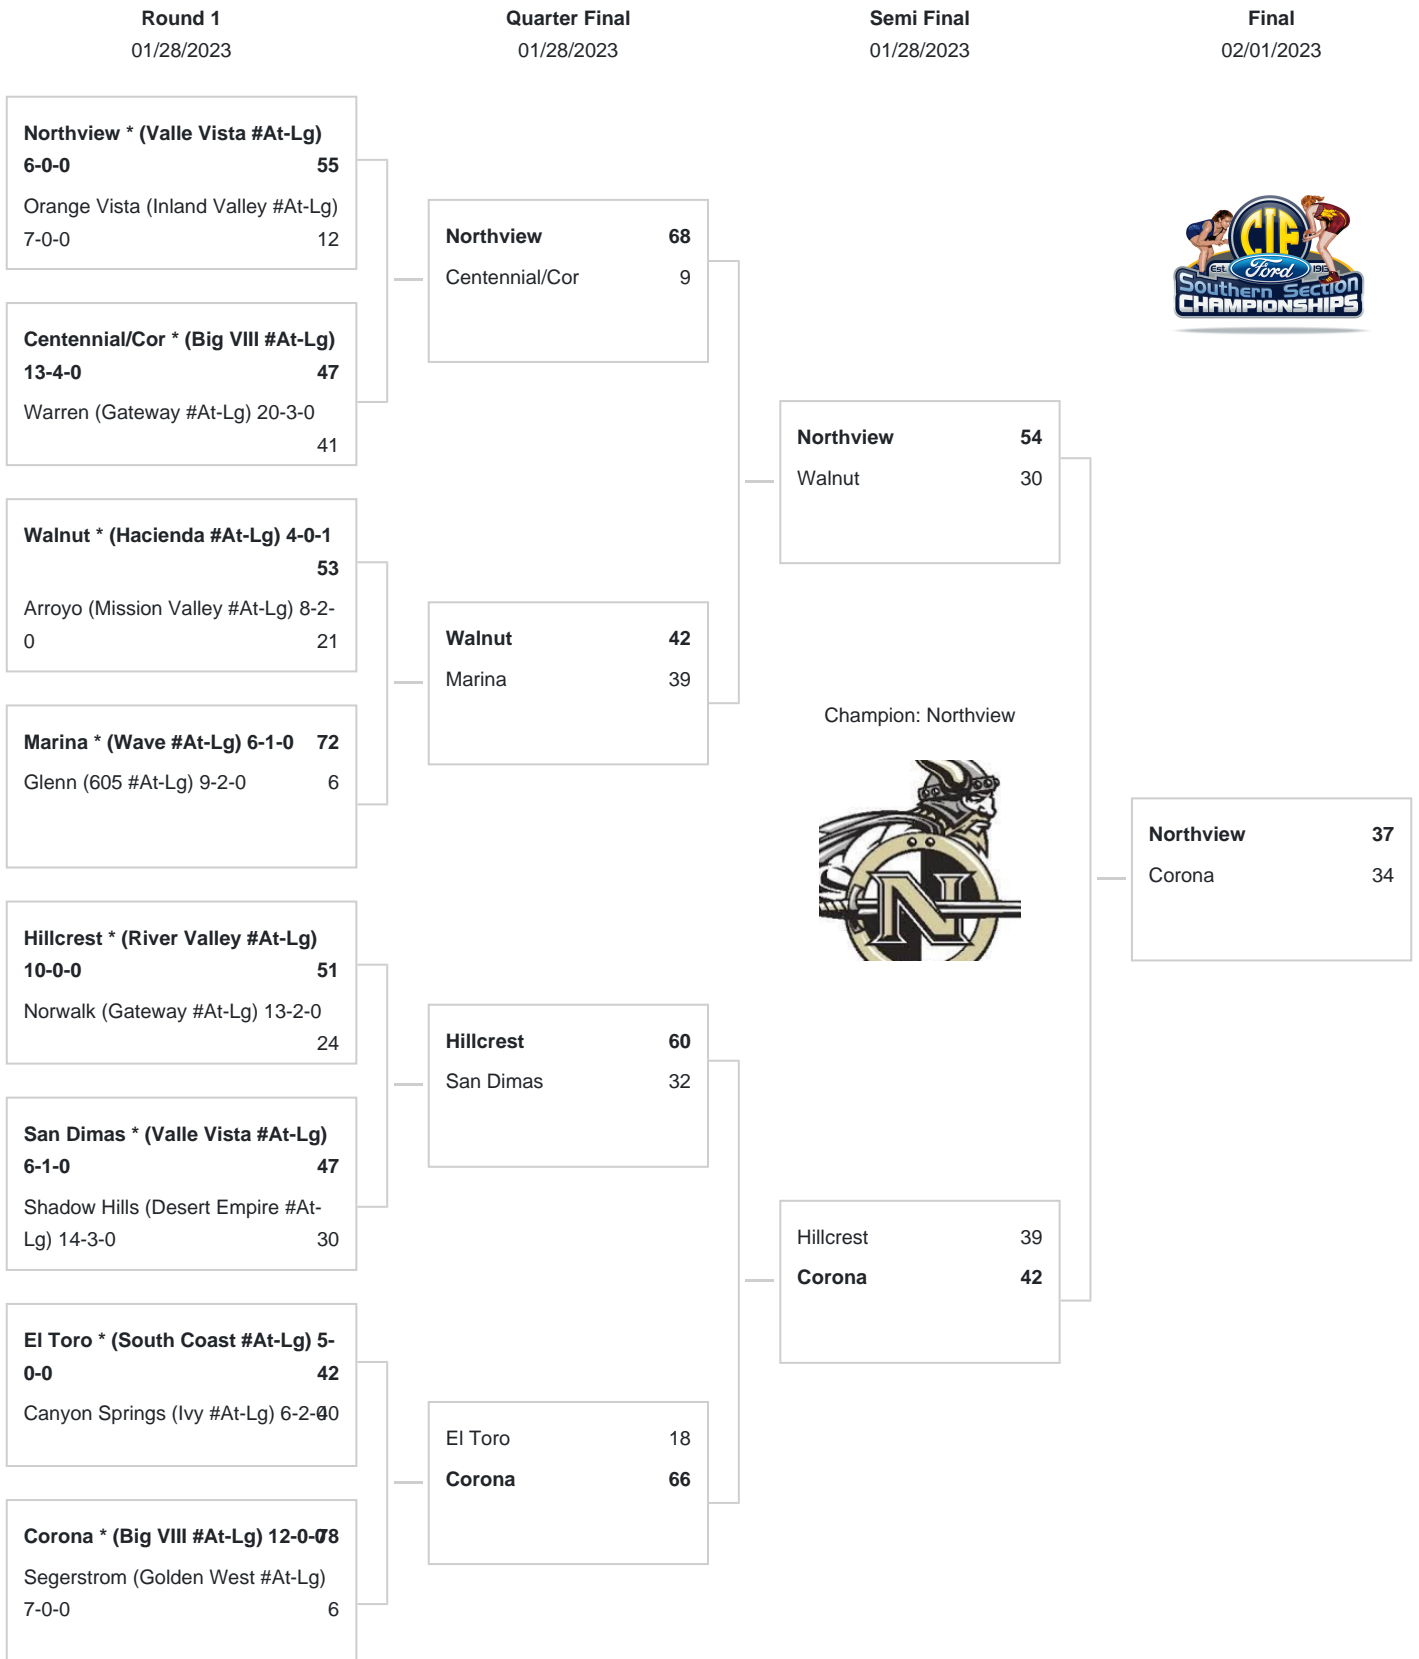 Round 1
01/28/2023
Quarter Final
01/28/2023
Semi Final
01/28/2023
Final
02/01/2023
Northview * (Valle Vista #At-Lg)
6-0-0 55
Orange Vista (Inland Valley #At-Lg)
7-0-0 12
Centennial/Cor * (Big VIII #At-Lg)
13-4-0 47
Warren (Gateway #At-Lg) 20-3-0
41
Walnut * (Hacienda #At-Lg) 4-0-1
53
Arroyo (Mission Valley #At-Lg) 8-2-
0 21
Marina * (Wave #At-Lg) 6-1-0 72
Glenn (605 #At-Lg) 9-2-0 6
Hillcrest * (River Valley #At-Lg)
10-0-0 51
Norwalk (Gateway #At-Lg) 13-2-0
24
San Dimas * (Valle Vista #At-Lg)
6-1-0 47
Shadow Hills (Desert Empire #At-
Lg) 14-3-0 30
El Toro * (South Coast #At-Lg) 5-
0-0 42
Canyon Springs (Ivy #At-Lg) 6-2-0 40
Corona * (Big VIII #At-Lg) 12-0-0 78
Segerstrom (Golden West #At-Lg)
7-0-0 6
Northview 68
Centennial/Cor 9
Walnut 42
Marina 39
Hillcrest 60
San Dimas 32
El Toro 18
Corona 66
Northview 54
Walnut 30
Champion: Northview
N
Hillcrest 39
Corona 42
CIF
Est. Ford 1913
Southern Section
CHAMPIONSHIPS
Northview 37
Corona 34